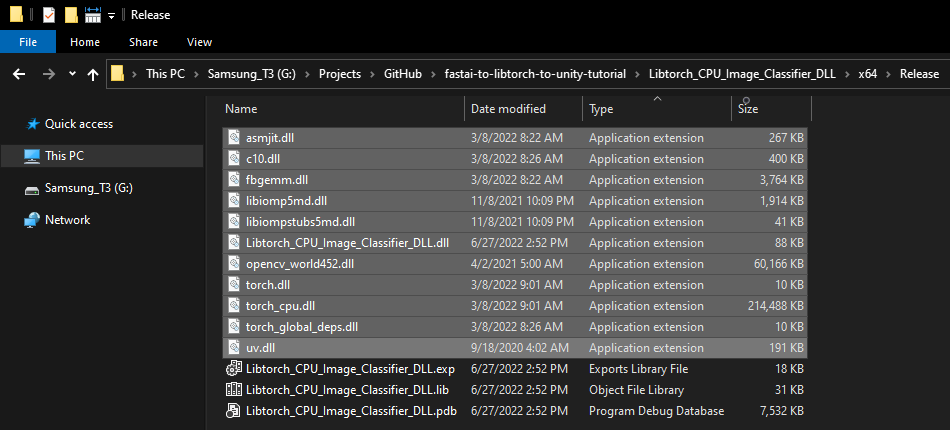 Release
File Home Share View
This PC Samsung_T3 (G:) Projects GitHub fastai-to-libtorch-to-unity-tutorial Libtorch_CPU_Image_Classifier_DLL x64 Release
Quick access
This PC
Samsung_T3 (G:)
Network
Name Date modified Type Size
asmjit.dll 3/8/2022 8:22 AM Application extension 267 KB
c10.dll 3/8/2022 8:26 AM Application extension 400 KB
fbgemm.dll 3/8/2022 8:22 AM Application extension 3,764 KB
libiomp5md.dll 11/8/2021 10:09 PM Application extension 1,914 KB
libiompstubs5md.dll 11/8/2021 10:09 PM Application extension 41 KB
Libtorch_CPU_Image_Classifier_DLL.dll 6/27/2022 2:52 PM Application extension 88 KB
opencv_world452.dll 4/2/2021 5:00 AM Application extension 60,166 KB
torch.dll 3/8/2022 9:01 AM Application extension 10 KB
torch_cpu.dll 3/8/2022 9:01 AM Application extension 214,488 KB
torch_global_deps.dll 3/8/2022 8:26 AM Application extension 10 KB
uv.dll 9/18/2020 4:02 AM Application extension 191 KB
Libtorch_CPU_Image_Classifier_DLL.exp 6/27/2022 2:52 PM Exports Library File 18 KB
Libtorch_CPU_Image_Classifier_DLL.lib 6/27/2022 2:52 PM Object File Library 31 KB
Libtorch_CPU_Image_Classifier_DLL.pdb 6/27/2022 2:52 PM Program Debug Database 7,532 KB